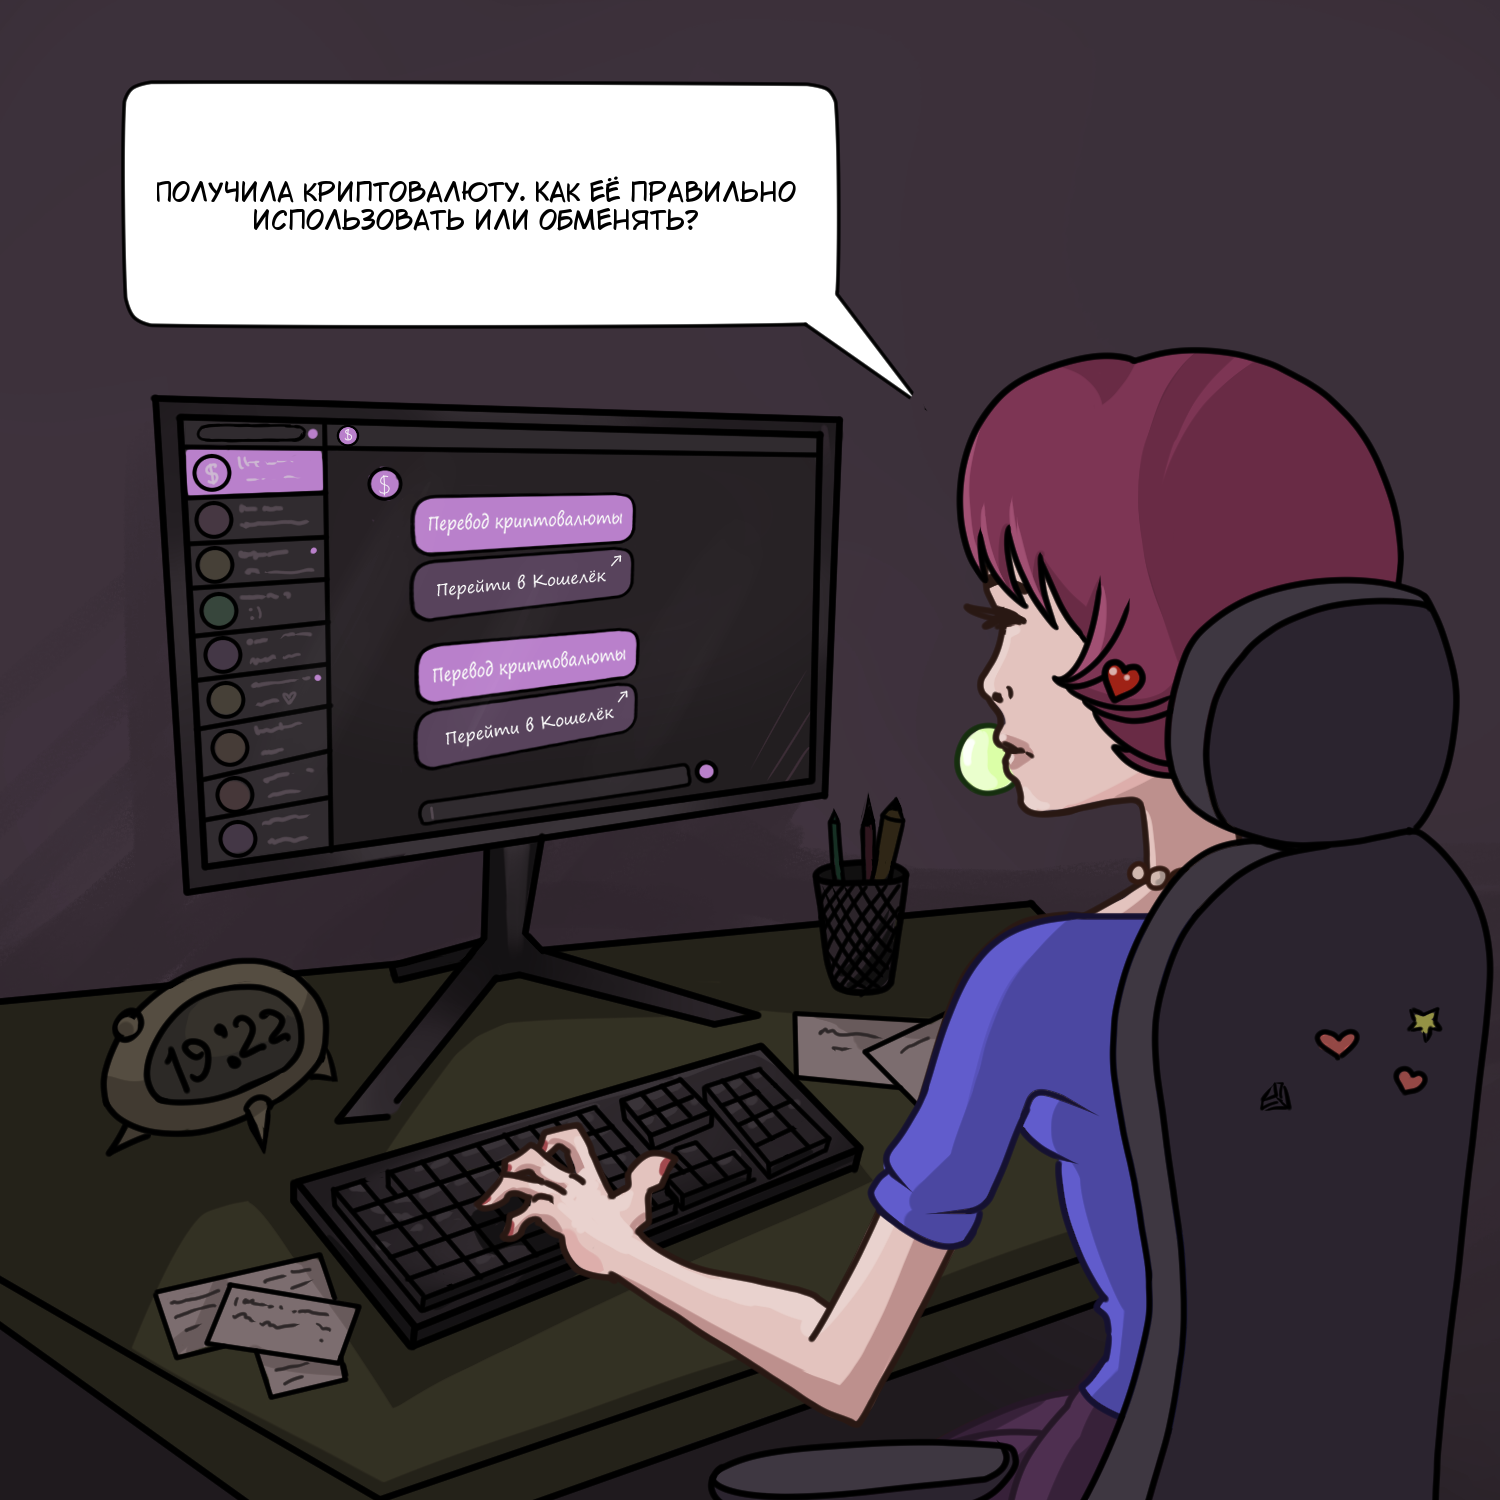 ПОЛУЧИЛА КРИПТОВАЛЮТУ. КАК ЕЁ ПРАВИЛЬНО
ИСПОЛЬЗОВАТЬ ИЛИ ОБМЕНЯТЬ?
$
$
$
Перевод криптовалюты
Перейти в Кошелёк
:)
Перевод криптовалюты
Перейти в Кошелёк
19:22